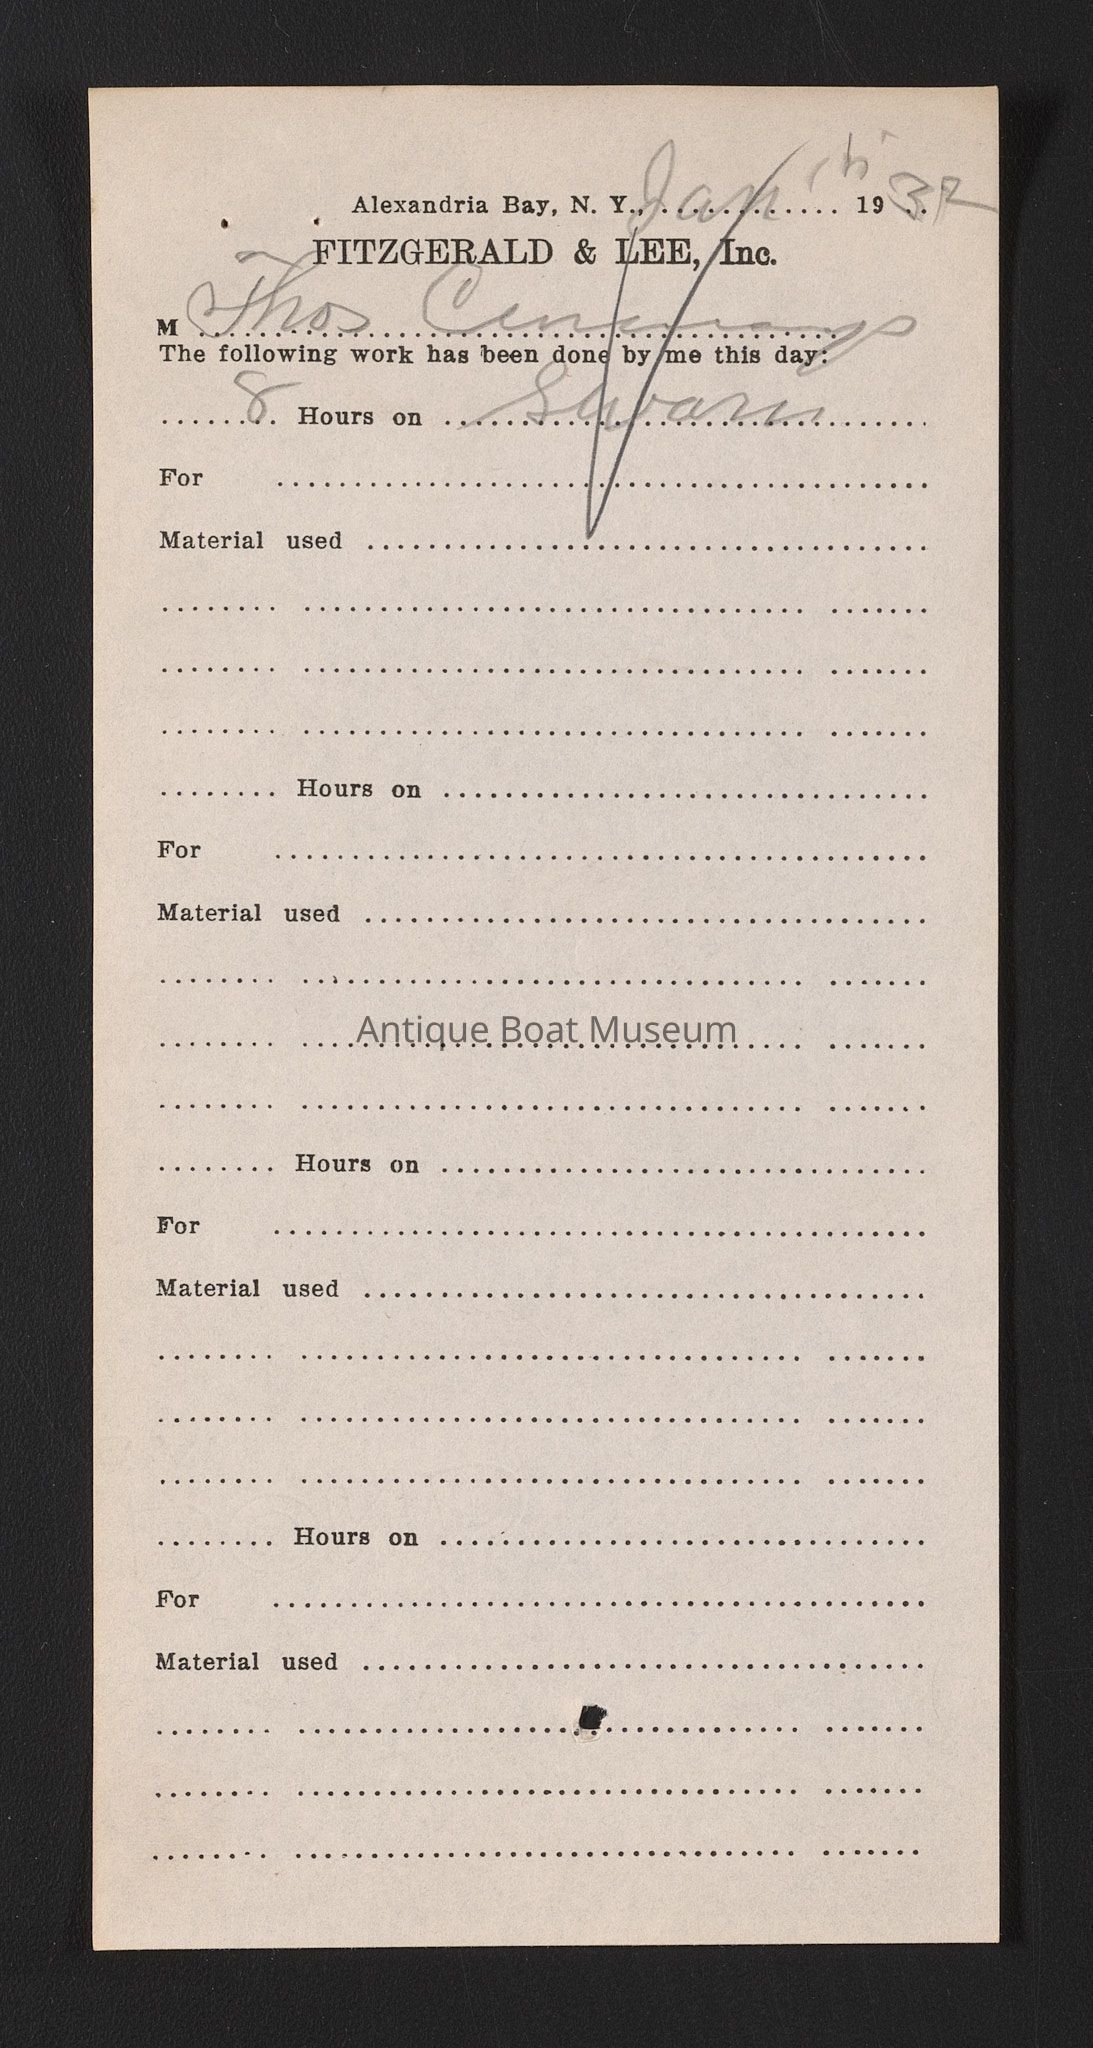 Alexandria Bay, N. Y., Jan 1932
FITZGERALD & LEE, Inc.
M Thos Cummings
The following work has been done by me this day:
8 Hours on
For
Material used
Hours on
For
Material used
Antique Boat Museum
Hours on
For
Material used
Hours on
For
Material used